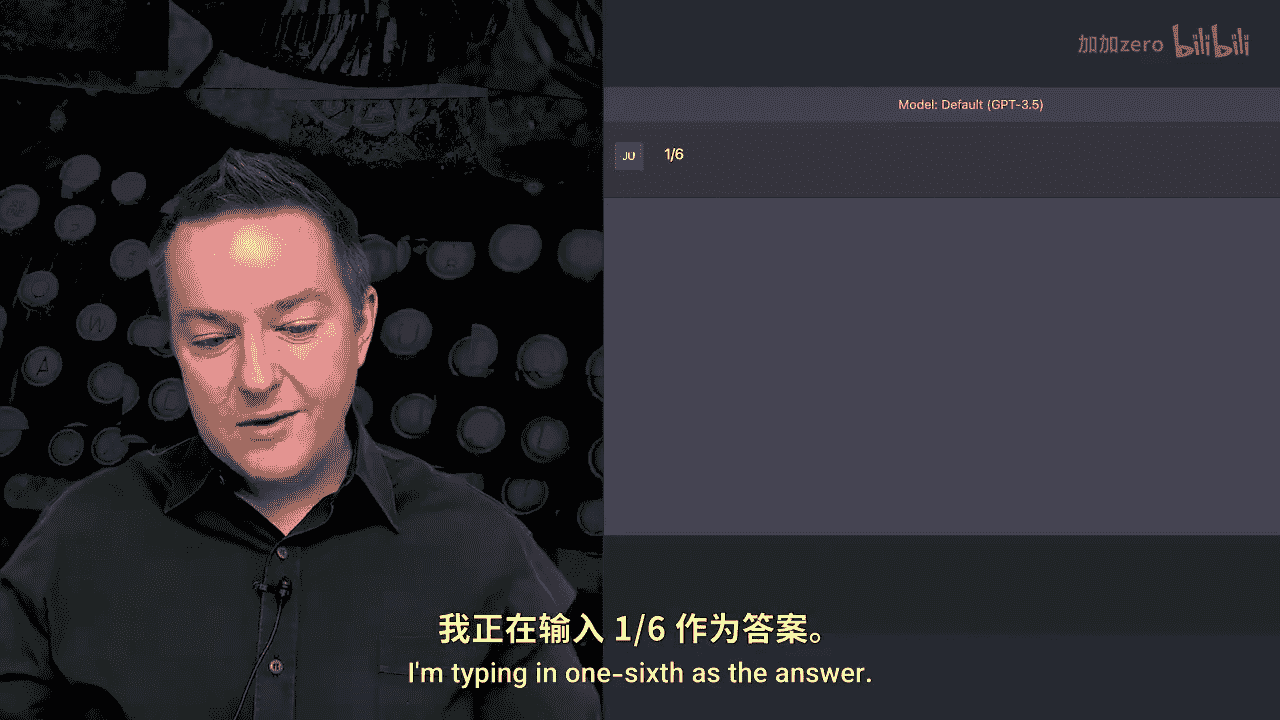 加加zero bilibili
Model: Default (GPT-3.5)
JU 1/6
我正在输入 1/6 作为答案。
I'm typing in one-sixth as the answer.